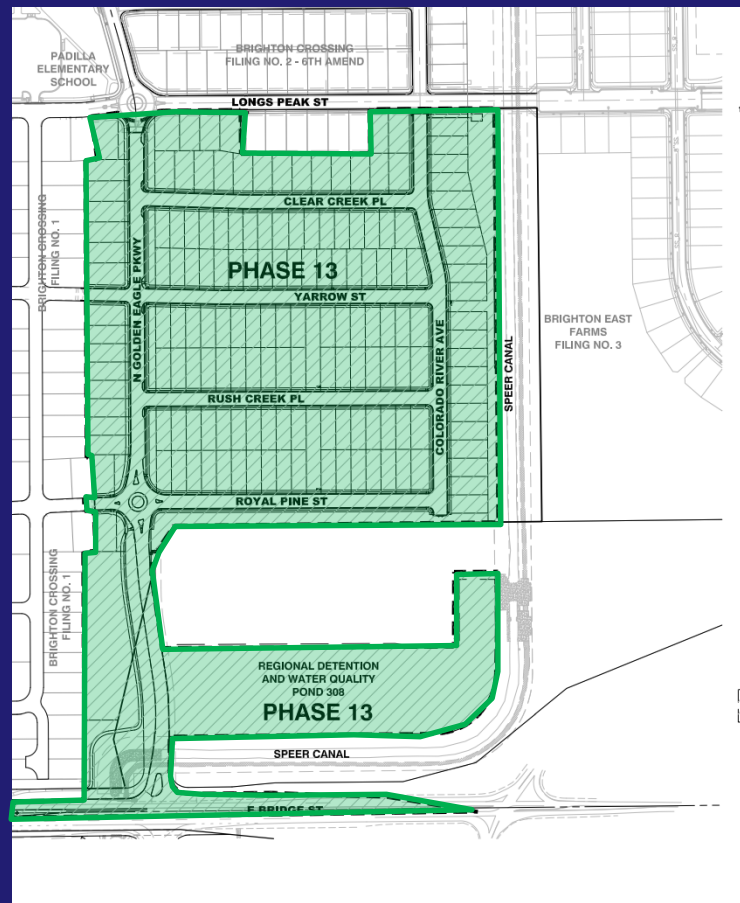 PADILLA
ELEMENTARY
SCHOOL
BRIGHTON CROSSING
FILING NO. 2 - 6TH AMEND
LONGS PEAK ST
CLEAR CREEK PL
BRIGHTON CROSSING
FILING NO. 1
N GOLDEN EAGLE PKWY
PHASE 13
YARROW ST
BRIGHTON EAST
FARMS
FILING NO. 3
SPEER CANAL
COLORADO RIVER AVE
RUSH CREEK PL
ROYAL PINE ST
BRIGHTON CROSSING
FILING NO. 1
REGIONAL DETENTION
AND WATER QUALITY
POND 308
PHASE 13
SPEER CANAL
E BRIDGE ST